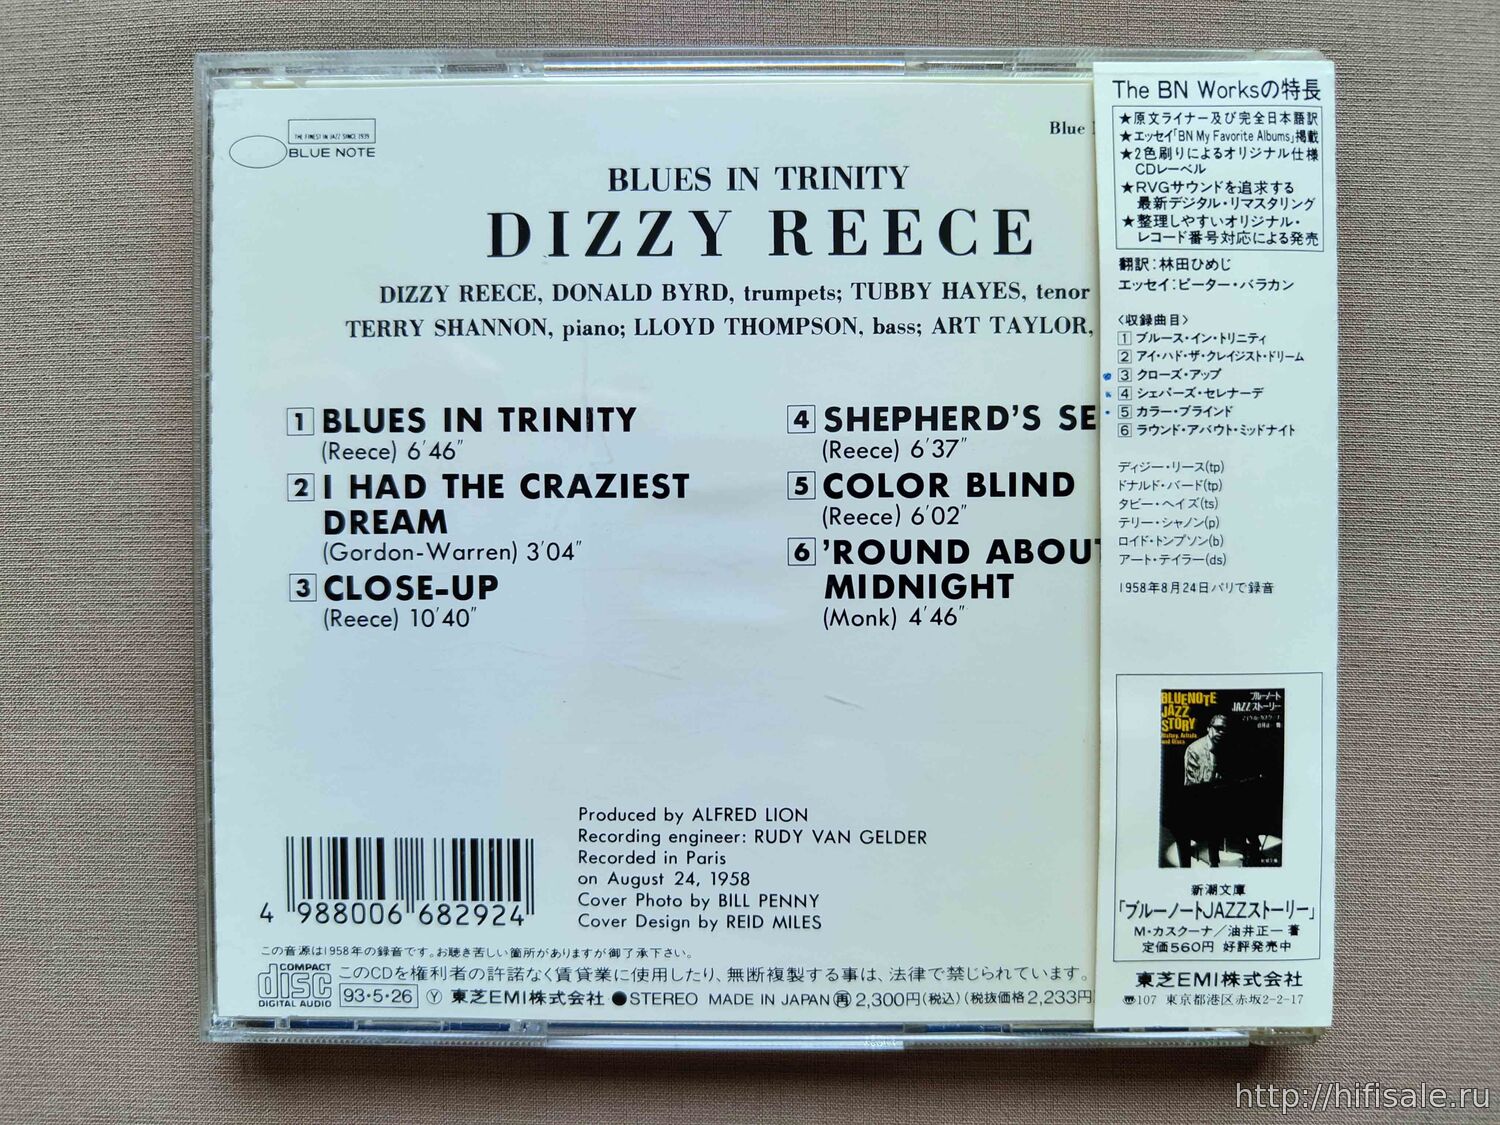 THE FINEST IN JAZZ SINCE 1939
BLUE NOTE
Blue
BLUES IN TRINITY
DIZZY REECE
DIZZY REECE, DONALD BYRD, trumpets; TUBBY HAYES, tenor
TERRY SHANNON, piano; LLOYD THOMPSON, bass; ART TAYLOR,
1 BLUES IN TRINITY
(Reece) 6'46"
2 I HAD THE CRAZIEST
DREAM
(Gordon-Warren) 3'04"
3 CLOSE-UP
(Reece) 10'40"
4 SHEPHERD'S SE
(Reece) 6'37"
5 COLOR BLIND
(Reece) 6'02"
6 'ROUND ABOUT
MIDNIGHT
(Monk) 4'46"
Produced by ALFRED LION
Recording engineer: RUDY VAN GELDER
Recorded in Paris
on August 24, 1958
Cover Photo by BILL PENNY
Cover Design by REID MILES
4 988006 682924
この音源は1958年の録音です。お聴き苦しい箇所がありますが御了承下さい。
COMPACT
disc
DIGITAL AUDIO
このCDを権利者の許諾なく賃貸業に使用したり、無断複製する事は、法律で禁じられています。
93·5·26 Ⓨ 東芝EMI株式会社 ●STEREO MADE IN JAPAN ㊢ 2,300円(税込)(税抜価格2,233円
The BN Worksの特長
★原文ライナー及び完全日本語訳
★エッセイ「BN My Favorite Albums」掲載
★2色刷りによるオリジナル仕様
CDレーベル
★RVGサウンドを追求する
最新デジタル・リマスタリング
★整理しやすいオリジナル・
レコード番号対応による発売
翻訳:林田ひめじ
エッセイ:ピーター・バラカン
〈収録曲目〉
1 ブルース・イン・トリニティ
2 アイ・ハド・ザ・クレイジスト・ドリーム
3 クローズ・アップ
4 シェパーズ・セレナーデ
5 カラー・ブラインド
6 ラウンド・アバウト・ミッドナイト
ディジー・リース(tp)
ドナルド・バード(tp)
タビー・ヘイズ(ts)
テリー・シャノン(p)
ロイド・トンプソン(b)
アート・テイラー(ds)
1958年8月24日パリで録音
BLUENOTE
JAZZ
STORY
History, Artists
and Discs
ブルーノート
JAZZストーリー
新潮文庫
「ブルーノートJAZZストーリー」
M・カスクーナ/油井正一 著
定価560円 好評発売中
東芝EMI株式会社
〠107 東京都港区赤坂2-2-17
http://hifisale.ru